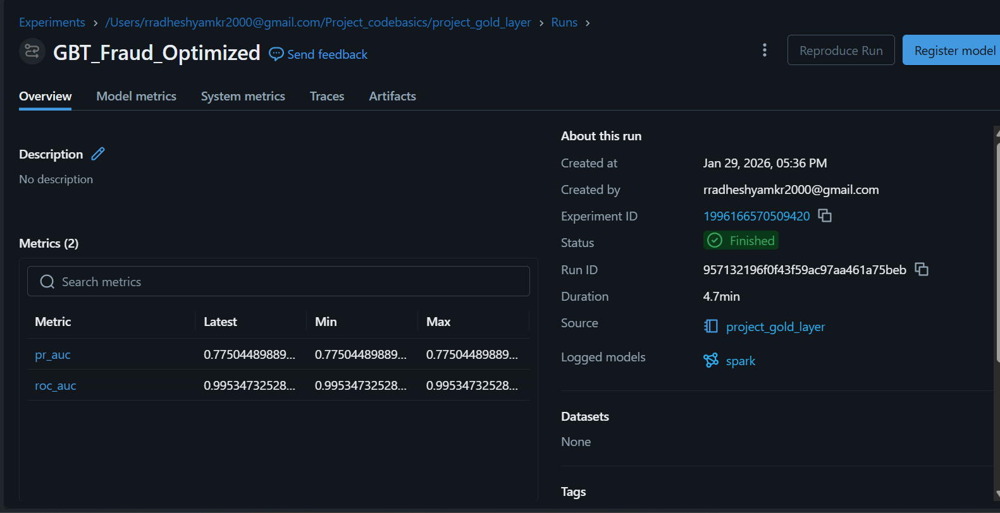 Experiments > /Users/rradheshyamkr2000@gmail.com/Project_codebasics/project_gold_layer > Runs >
GBT_Fraud_Optimized Send feedback
Reproduce Run
Register model
Overview Model metrics System metrics Traces Artifacts
Description
No description
Metrics (2)
Search metrics
Metric Latest Min Max
pr_auc 0.77504489889... 0.77504489889... 0.77504489889...
roc_auc 0.99534732528... 0.99534732528... 0.99534732528...
About this run
Created at Jan 29, 2026, 05:36 PM
Created by rradheshyamkr2000@gmail.com
Experiment ID 1996166570509420
Status Finished
Run ID 957132196f0f43f59ac97aa461a75beb
Duration 4.7min
Source project_gold_layer
Logged models spark
Datasets
None
Tags